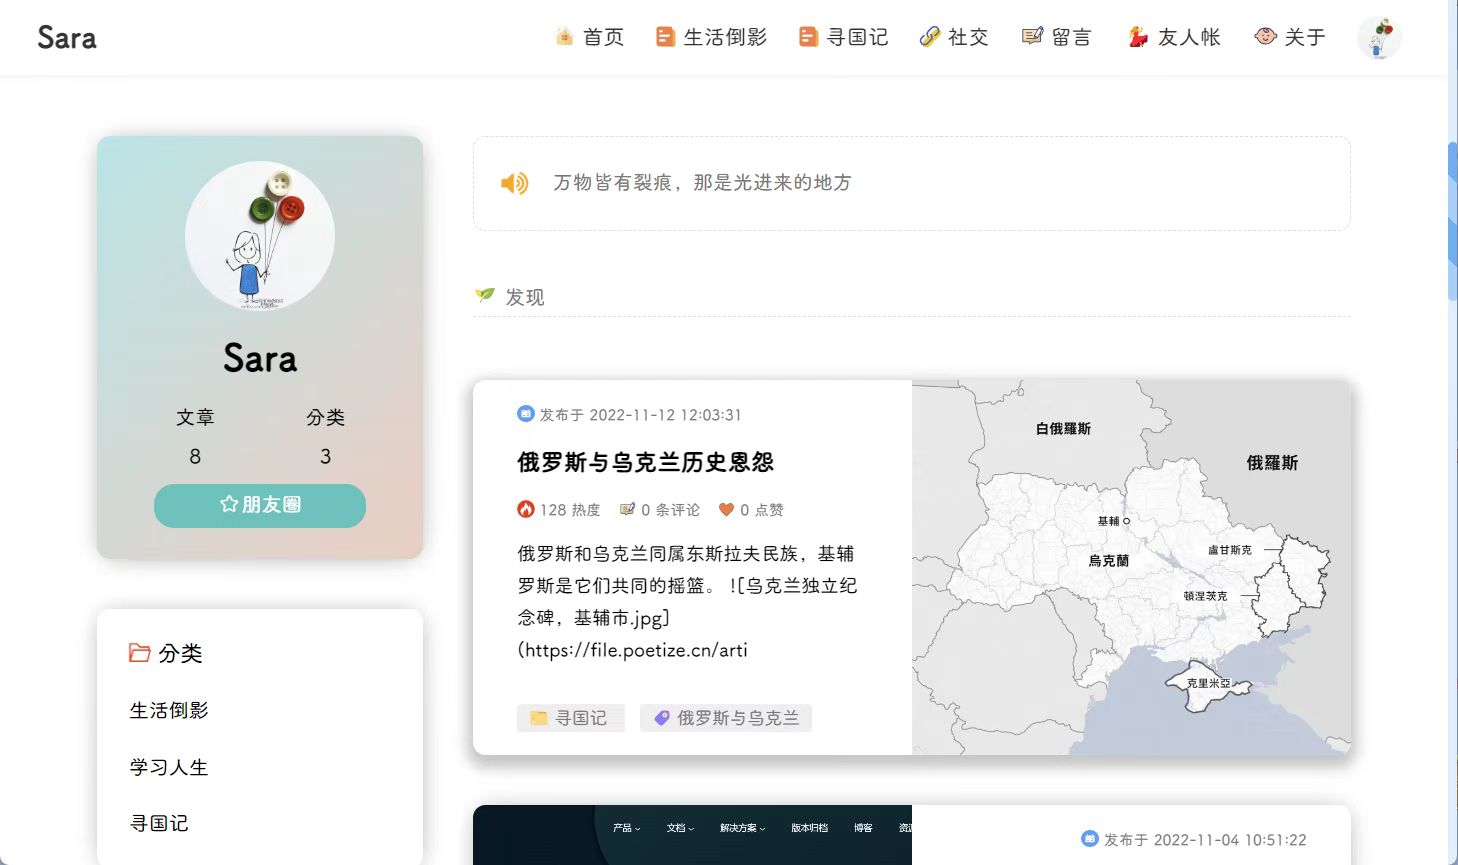 Sara
首页 生活倒影 寻国记 社交 留言 友人帐 关于
Sara
文章 分类
8 3
朋友圈
分类
生活倒影
学习人生
寻国记
万物皆有裂痕，那是光进来的地方
发现
发布于 2022-11-12 12:03:31
俄罗斯与乌克兰历史恩怨
128 热度 0 条评论 0 点赞
俄罗斯和乌克兰同属东斯拉夫民族，基辅
罗斯是它们共同的摇篮。 ![乌克兰独立纪
念碑，基辅市.jpg]
(https://file.poetize.cn/arti
寻国记 俄罗斯与乌克兰
白俄羅斯
俄羅斯
基輔
盧甘斯克
烏克蘭
頓涅茨克
克里米亞
产品 文档 解决方案 版本归档 博客
发布于 2022-11-04 10:51:22